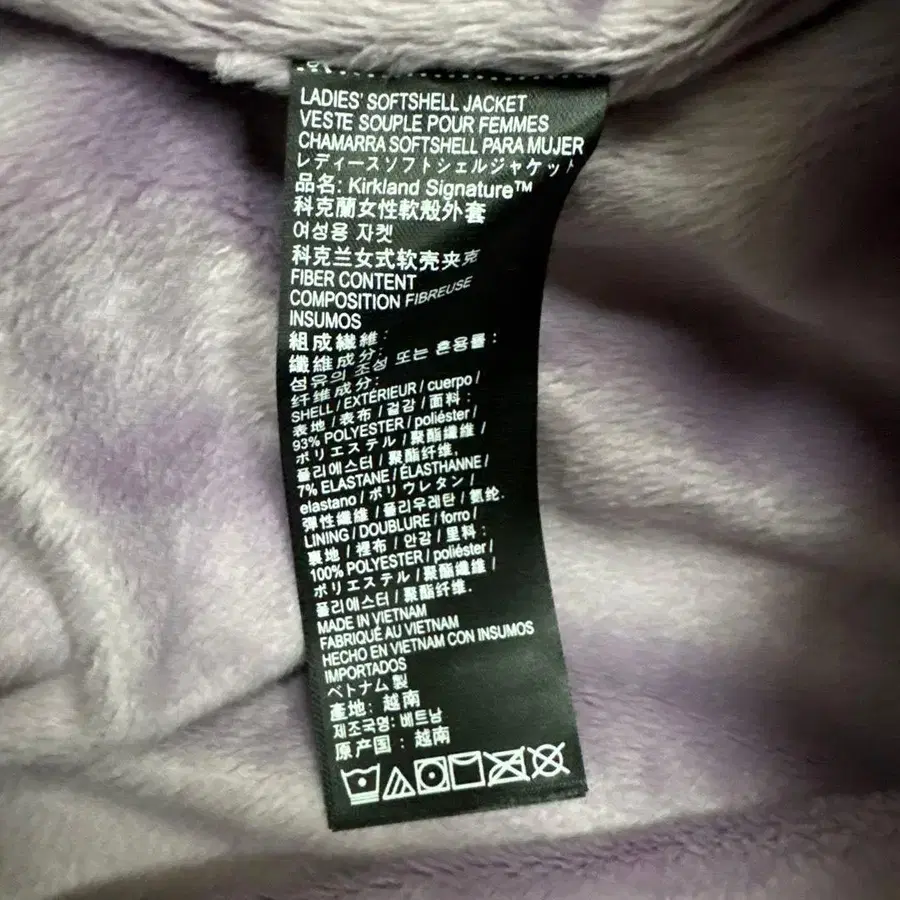 LADIES' SOFTSHELL JACKET
VESTE SOUPLE POUR FEMMES
CHAMARRA SOFTSHELL PARA MUJER
レディースソフトシェルジャケット
品名: Kirkland Signature™
科克蘭女性軟殼外套
여성용 자켓
科克兰女式软壳夹克
FIBER CONTENT
COMPOSITION FIBREUSE
INSUMOS
組成繊維:
纖維成分:
섬유의 조성 또는 혼용률:
纤维成分:
SHELL / EXTÉRIEUR / cuerpo /
表地 / 表布 / 겉감 / 面料:
93% POLYESTER / poliéster /
ポリエステル / 聚酯纖維 /
폴리에스터 / 聚酯纤维.
7% ELASTANE / ÉLASTHANNE /
elastano / ポリウレタン /
彈性纖維 / 폴리우레탄 / 氨纶.
LINING / DOUBLURE / forro /
裏地 / 裡布 / 안감 / 里料:
100% POLYESTER / poliéster /
ポリエステル / 聚酯纖維 /
폴리에스터 / 聚酯纤维.
MADE IN VIETNAM
FABRIQUÉ AU VIETNAM
HECHO EN VIETNAM CON INSUMOS
IMPORTADOS
ベトナム製
產地: 越南
제조국명: 베트남
原产国: 越南